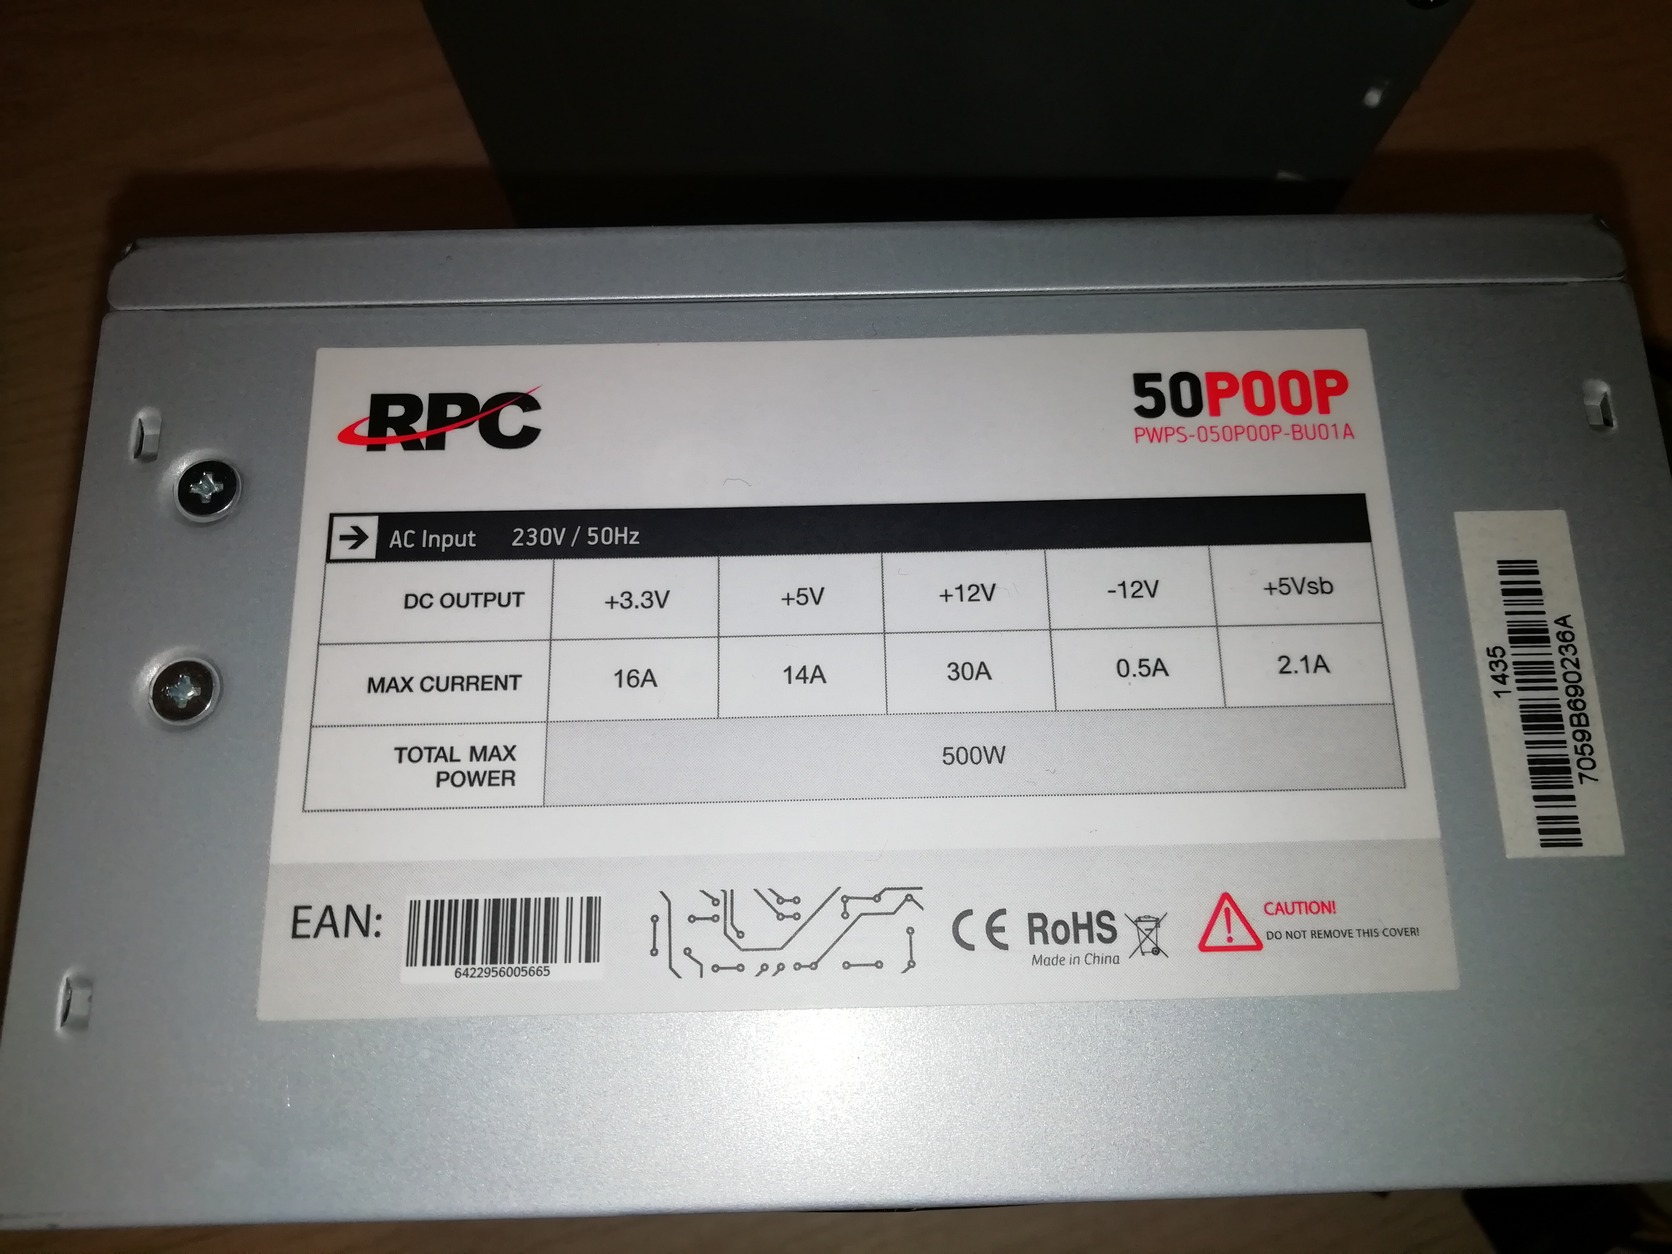 RPC
50P00P
PWPS-050P00P-BU01A
AC Input 230V / 50Hz
DC OUTPUT +3.3V +5V +12V -12V +5Vsb
MAX CURRENT 16A 14A 30A 0.5A 2.1A
TOTAL MAX
POWER
500W
EAN:
6422956005665
CE RoHS
Made in China
CAUTION!
DO NOT REMOVE THIS COVER!
1435
7059B690236A